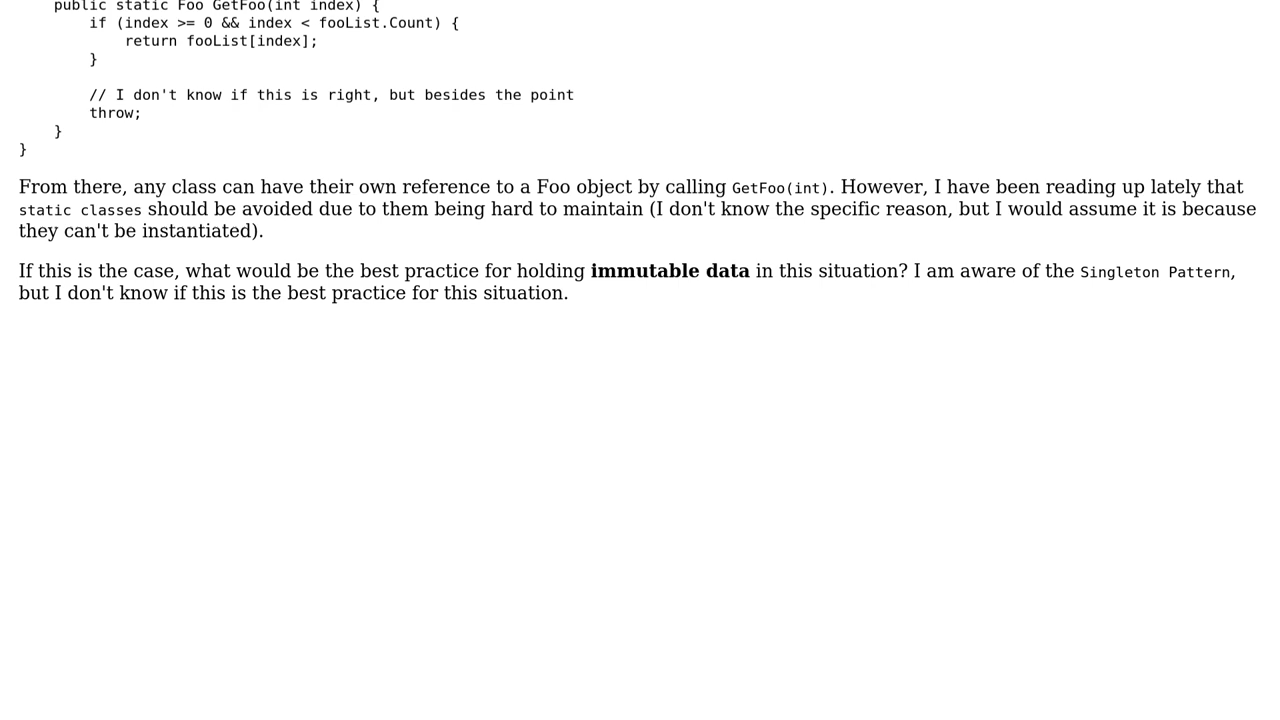 public static Foo GetFoo(int index) {
if (index >= 0 && index < fooList.Count) {
return fooList[index];
}
// I don't know if this is right, but besides the point
throw;
}
}
From there, any class can have their own reference to a Foo object by calling GetFoo(int). However, I have been reading up lately that
static classes should be avoided due to them being hard to maintain (I don't know the specific reason, but I would assume it is because
they can't be instantiated).
If this is the case, what would be the best practice for holding immutable data in this situation? I am aware of the Singleton Pattern,
but I don't know if this is the best practice for this situation.